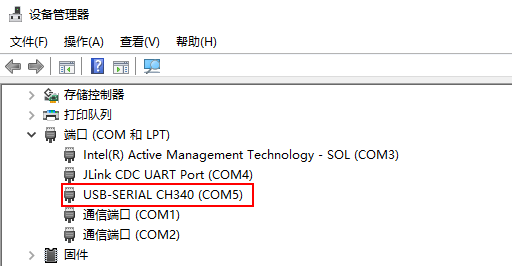 设备管理器
文件(F) 操作(A) 查看(V) 帮助(H)
存储控制器
打印队列
端口 (COM 和 LPT)
Intel(R) Active Management Technology - SOL (COM3)
JLink CDC UART Port (COM4)
USB-SERIAL CH340 (COM5)
通信端口 (COM1)
通信端口 (COM2)
固件